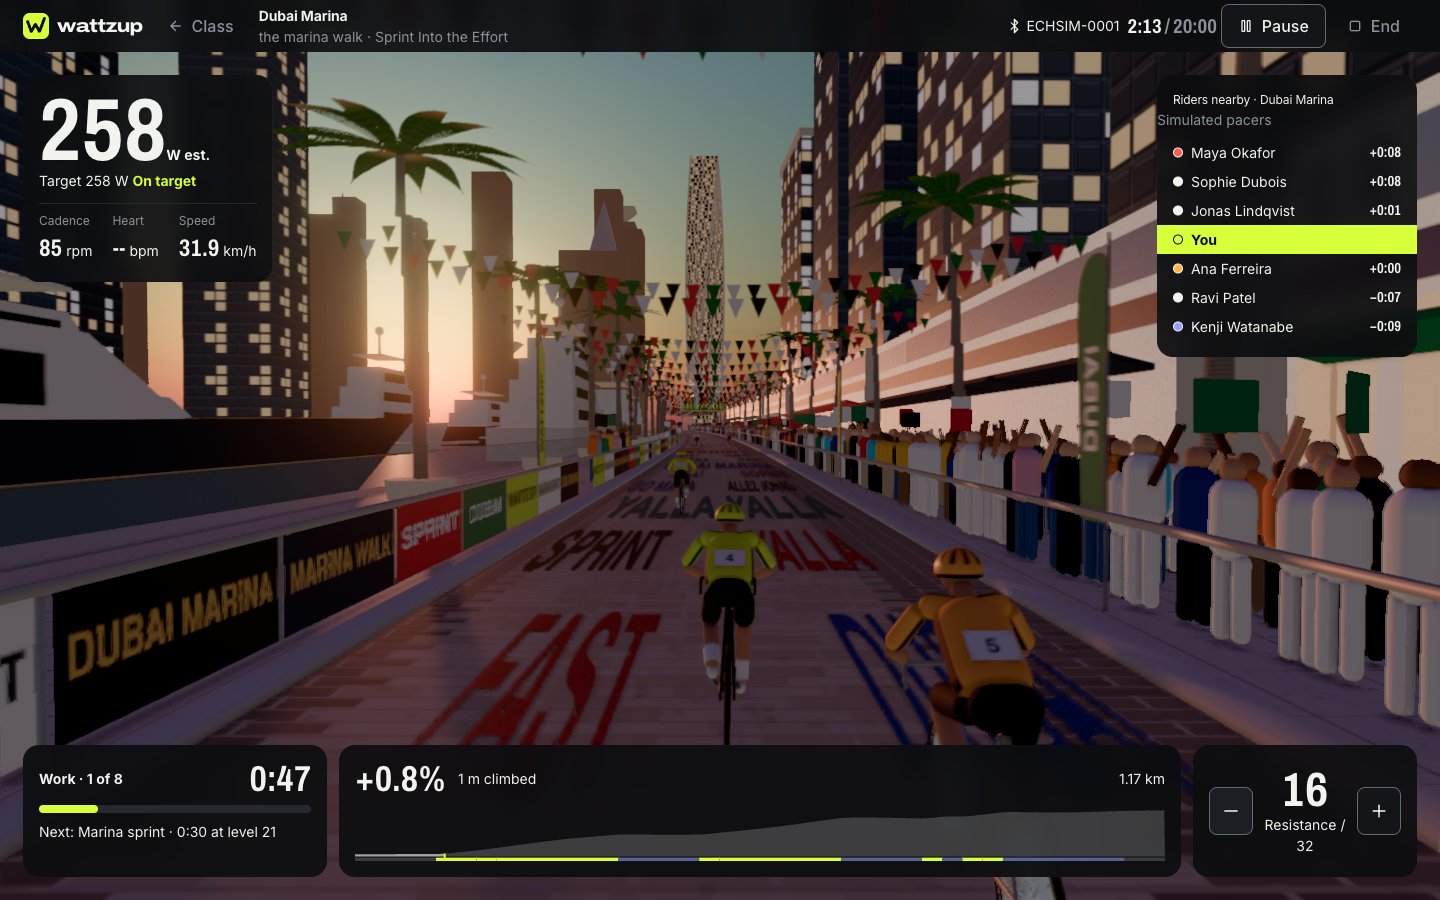 wattzup
Class
Dubai Marina
the marina walk · Sprint Into the Effort
ECHSIM-0001 2:13 / 20:00
Pause
End
258 W est.
Target 258 W On target
Cadence Heart Speed
85 rpm -- bpm 31.9 km/h
Riders nearby · Dubai Marina
Simulated pacers
Maya Okafor +0:08
Sophie Dubois +0:08
Jonas Lindqvist +0:01
You
Ana Ferreira +0:00
Ravi Patel −0:07
Kenji Watanabe −0:09
DUBAI
YALLA YALLA
SPRINT YALLA
FAST
DUBAI MARINA
MARINA WALK
SPRINT
4
5
Work · 1 of 8 0:47
Next: Marina sprint · 0:30 at level 21
+0.8% 1 m climbed 1.17 km
−
16
Resistance /
32
+